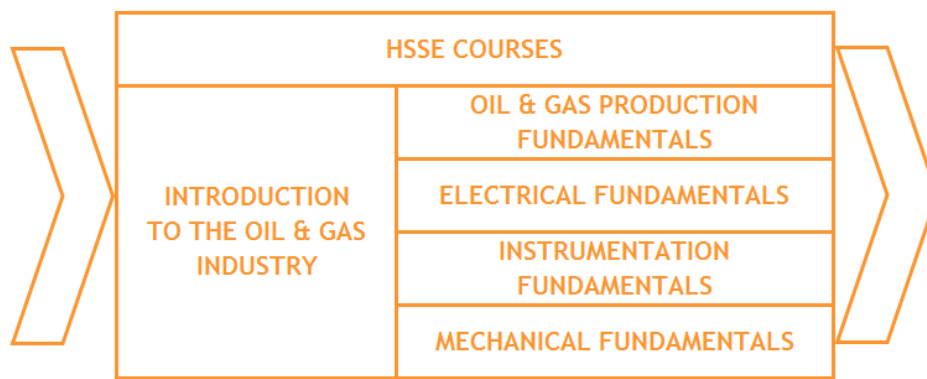 HSSE COURSES
OIL & GAS PRODUCTION
FUNDAMENTALS
ELECTRICAL FUNDAMENTALS
INTRODUCTION
TO THE OIL & GAS
INDUSTRY
INSTRUMENTATION
FUNDAMENTALS
MECHANICAL FUNDAMENTALS